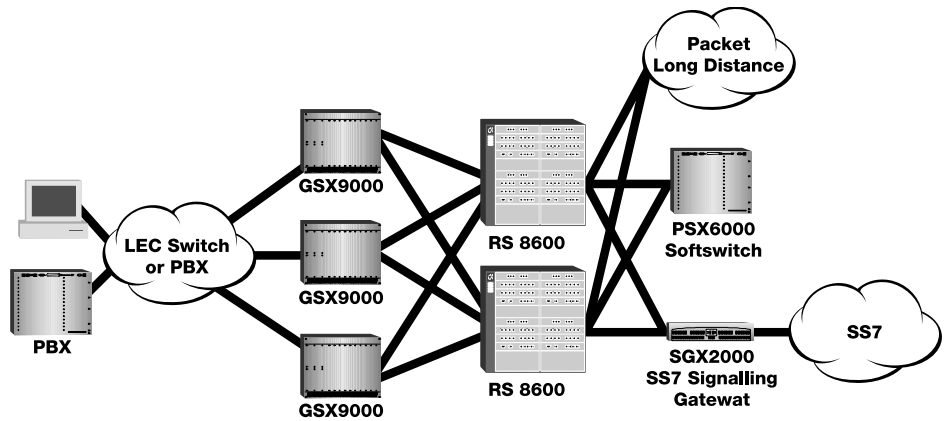 Packet
Long Distance
GSX9000
LEC Switch
or PBX
PBX
GSX9000
GSX9000
RS 8600
RS 8600
PSX6000
Softswitch
SGX2000
SS7 Signalling
Gatewat
SS7